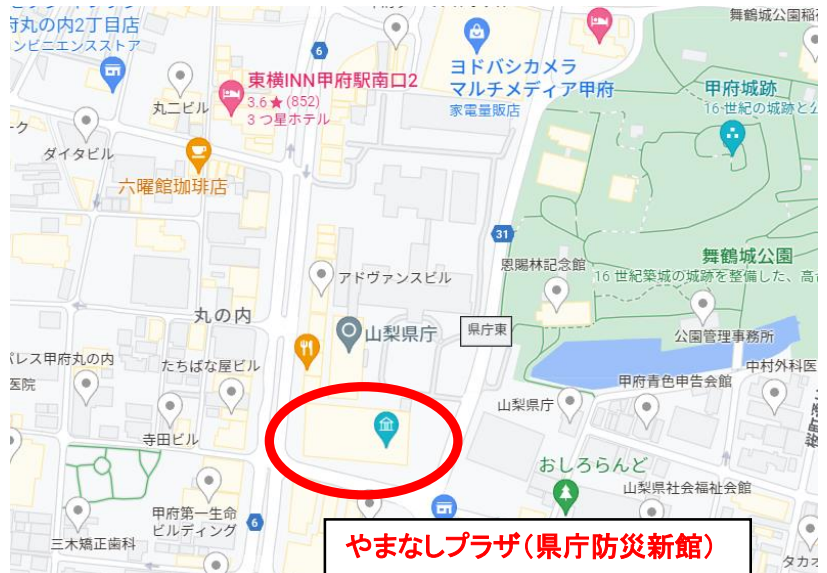 府丸の内2丁目店
ンビニエンスストア
丸ニビル
ダイタビル
六曜館珈琲店
6
東横INN甲府駅南口2
3.6★(852)
3 つ星ホテル
ヨドバシカメラ
マルチメディア甲府
家電量販店
舞鶴城公園稲
甲府城跡
16 世紀の城跡と公
31
恩賜林記念館
舞鶴城公園
16 世紀築城の城跡を整備した、高台
アドヴァンスビル
丸の内
山梨県庁
県庁東
公園管理事務所
パレス甲府丸の内
医院
たちばな屋ビル
中村外科医
甲府青色申告会館
山梨県庁
寺田ビル
おしろらんど
山梨県社会福祉会館
甲府第一生命
ビルディング
6
三木矯正歯科
やまなしプラザ(県庁防災新館)
タカオ